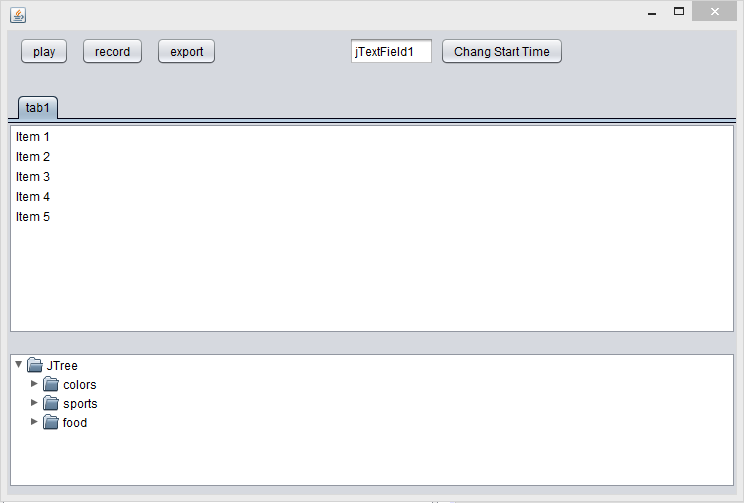 play record export jTextField1 Chang Start Time
tab1
Item 1
Item 2
Item 3
Item 4
Item 5
JTree
colors
sports
food